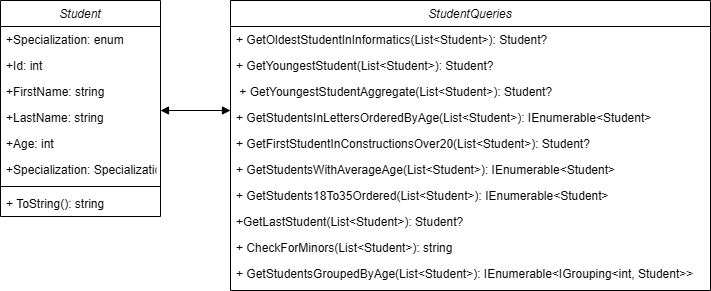 Student
+Specialization: enum
+Id: int
+FirstName: string
+LastName: string
+Age: int
+Specialization: Specializatio
+ ToString(): string
StudentQueries
+ GetOldestStudentInInformatics(List<Student>): Student?
+ GetYoungestStudent(List<Student>): Student?
+ GetYoungestStudentAggregate(List<Student>): Student?
+ GetStudentsInLettersOrderedByAge(List<Student>): IEnumerable<Student>
+ GetFirstStudentInConstructionsOver20(List<Student>): Student?
+ GetStudentsWithAverageAge(List<Student>): IEnumerable<Student>
+ GetStudents18To35Ordered(List<Student>): IEnumerable<Student>
+GetLastStudent(List<Student>): Student?
+ CheckForMinors(List<Student>): string
+ GetStudentsGroupedByAge(List<Student>): IEnumerable<IGrouping<int, Student>>